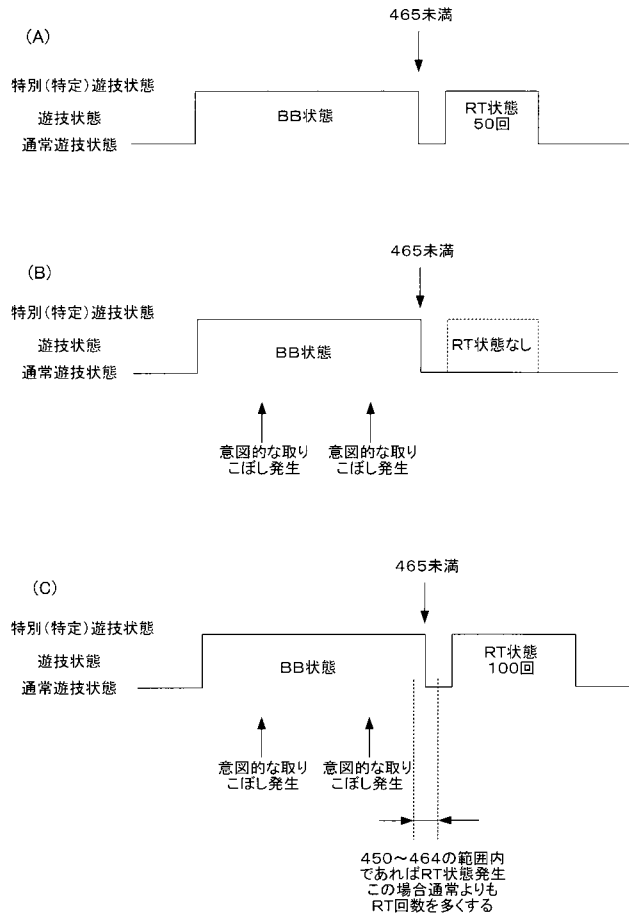 (A)
465未満
特別(特定)遊技状態
遊技状態
通常遊技状態
BB状態
RT状態
50回
(B)
465未満
特別(特定)遊技状態
遊技状態
通常遊技状態
BB状態
RT状態なし
意図的な取り
こぼし発生
意図的な取り
こぼし発生
(C)
465未満
特別(特定)遊技状態
遊技状態
通常遊技状態
BB状態
RT状態
100回
意図的な取り
こぼし発生
意図的な取り
こぼし発生
450～464の範囲内
であればRT状態発生
この場合通常よりも
RT回数を多くする